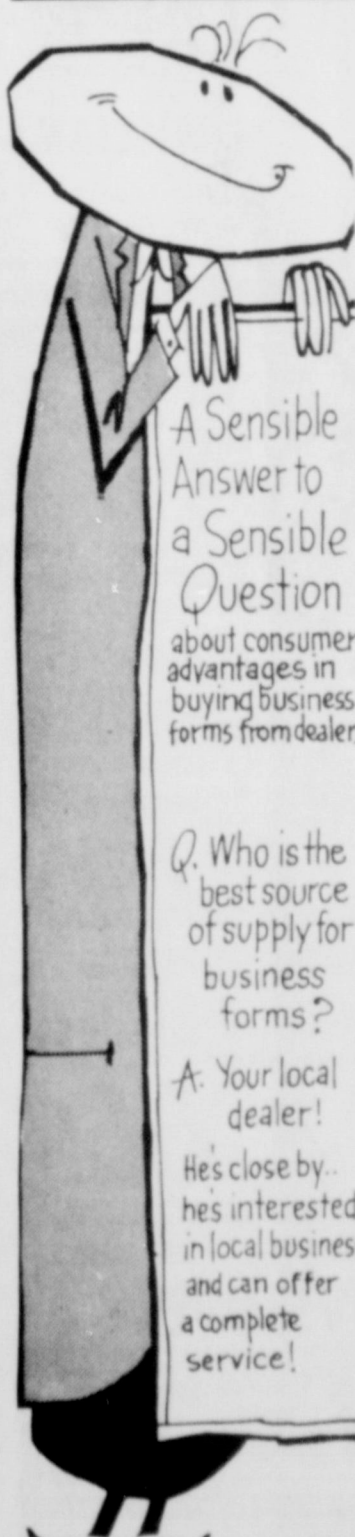 A Sensible
Answer to
a Sensible
Question
about consumer
advantages in
buying business
forms from dealer
Q. Who is the
best source
of supply for
business
forms?
A. Your local
dealer!
He's close by..
he's interested
in local busines
and can offer
a complete
service!